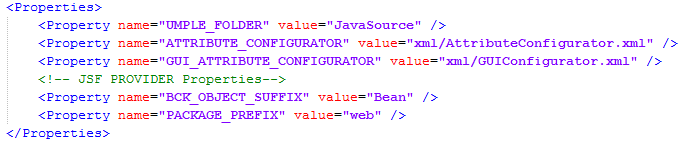 <Properties>
<Property name="UMPLE_FOLDER" value="JavaSource" />
<Property name="ATTRIBUTE_CONFIGURATOR" value="xml/AttributeConfigurator.xml" />
<Property name="GUI_ATTRIBUTE_CONFIGURATOR" value="xml/GUIConfigurator.xml" />
<!-- JSF PROVIDER Properties-->
<Property name="BCK_OBJECT_SUFFIX" value="Bean" />
<Property name="PACKAGE_PREFIX" value="web" />
</Properties>